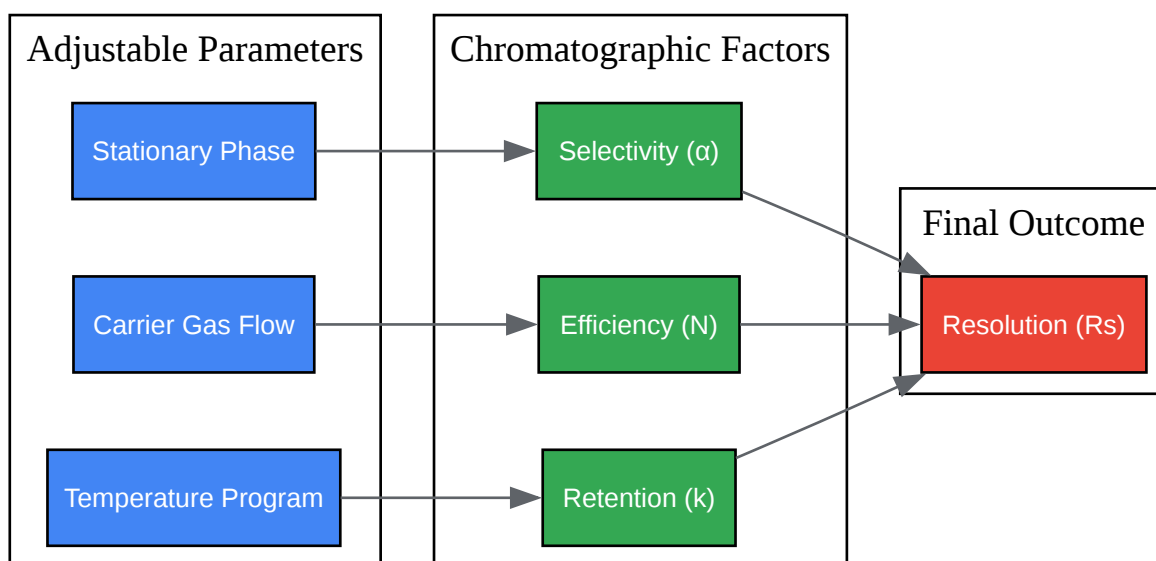 Adjustable Parameters
Stationary Phase
Carrier Gas Flow
Temperature Program
Chromatographic Factors
Selectivity (α)
Efficiency (N)
Retention (k)
Final Outcome
Resolution (Rs)